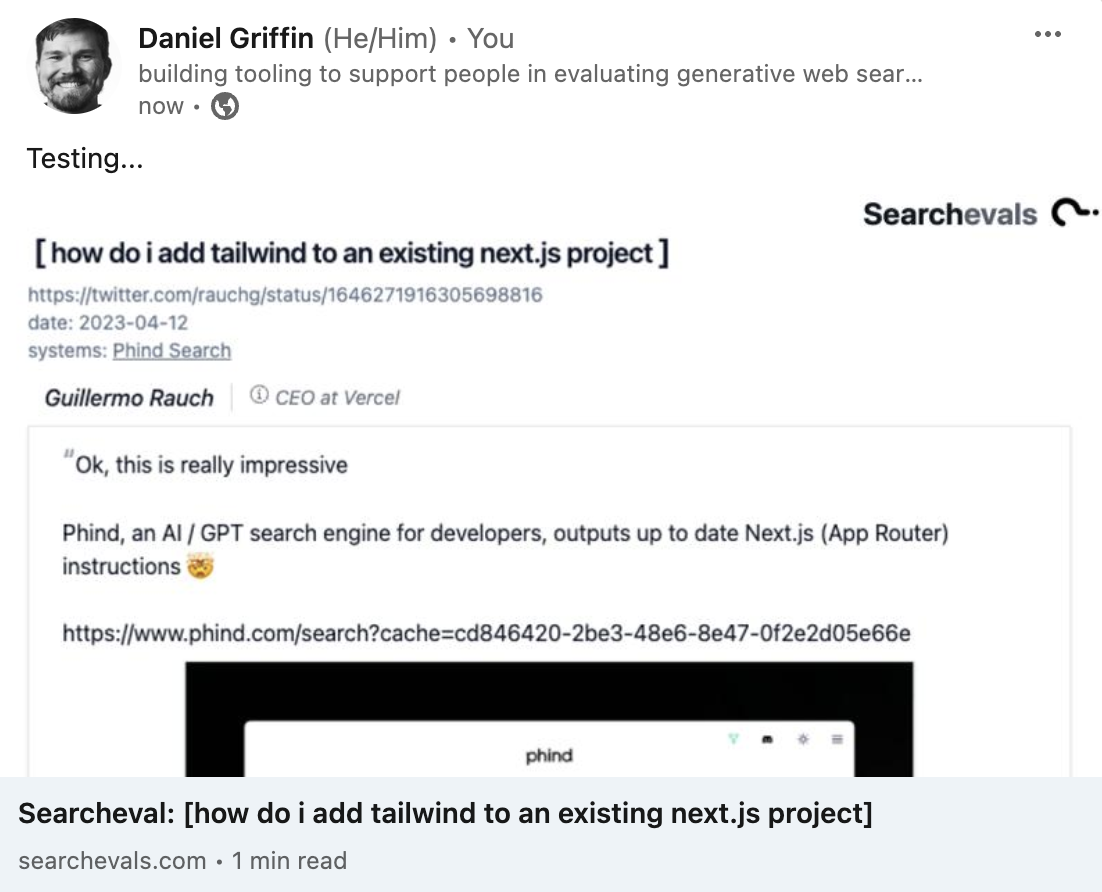 Daniel Griffin (He/Him) • You
building tooling to support people in evaluating generative web sear...
now •
Testing...
Searchevals
[ how do i add tailwind to an existing next.js project ]
https://twitter.com/rauchg/status/1646271916305698816
date: 2023-04-12
systems: Phind Search
Guillermo Rauch | CEO at Vercel
"Ok, this is really impressive
Phind, an AI / GPT search engine for developers, outputs up to date Next.js (App Router)
instructions 🤯
https://www.phind.com/search?cache=cd846420-2be3-48e6-8e47-0f2e2d05e66e
phind
Searcheval: [how do i add tailwind to an existing next.js project]
searchevals.com • 1 min read